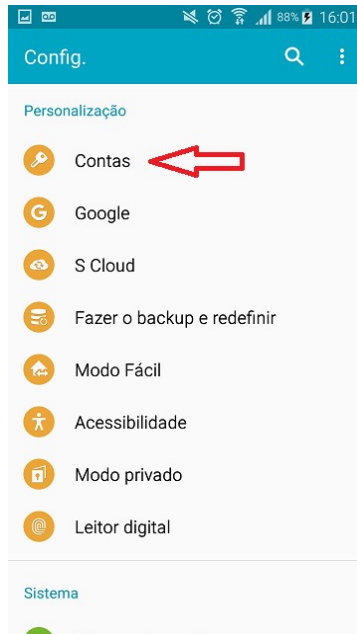 88% 16:01
Config.
Personalização
Contas
Google
S Cloud
Fazer o backup e redefinir
Modo Fácil
Acessibilidade
Modo privado
Leitor digital
Sistema